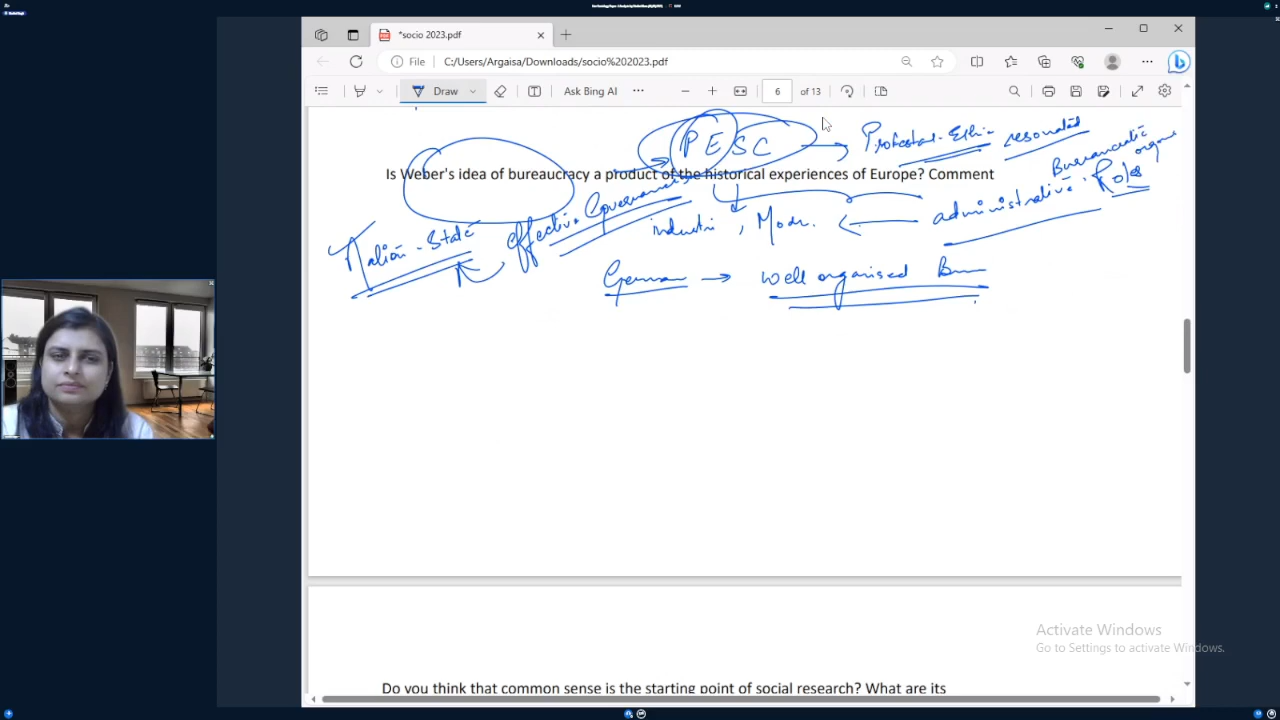 *socio 2023.pdf
File C:/Users/Argaisa/Downloads/socio%202023.pdf
Draw Ask Bing AI 6 of 13
PESC
Protestant-Ethic resonated
Is Weber's idea of bureaucracy a product of the historical experiences of Europe? Comment
Bureaucratic
administrative. Roles
effective Governance
industri, Modr.
Nation-State
German → well organised Bur
Do you think that common sense is the starting point of social research? What are its
Activate Windows
Go to Settings to activate Windows.